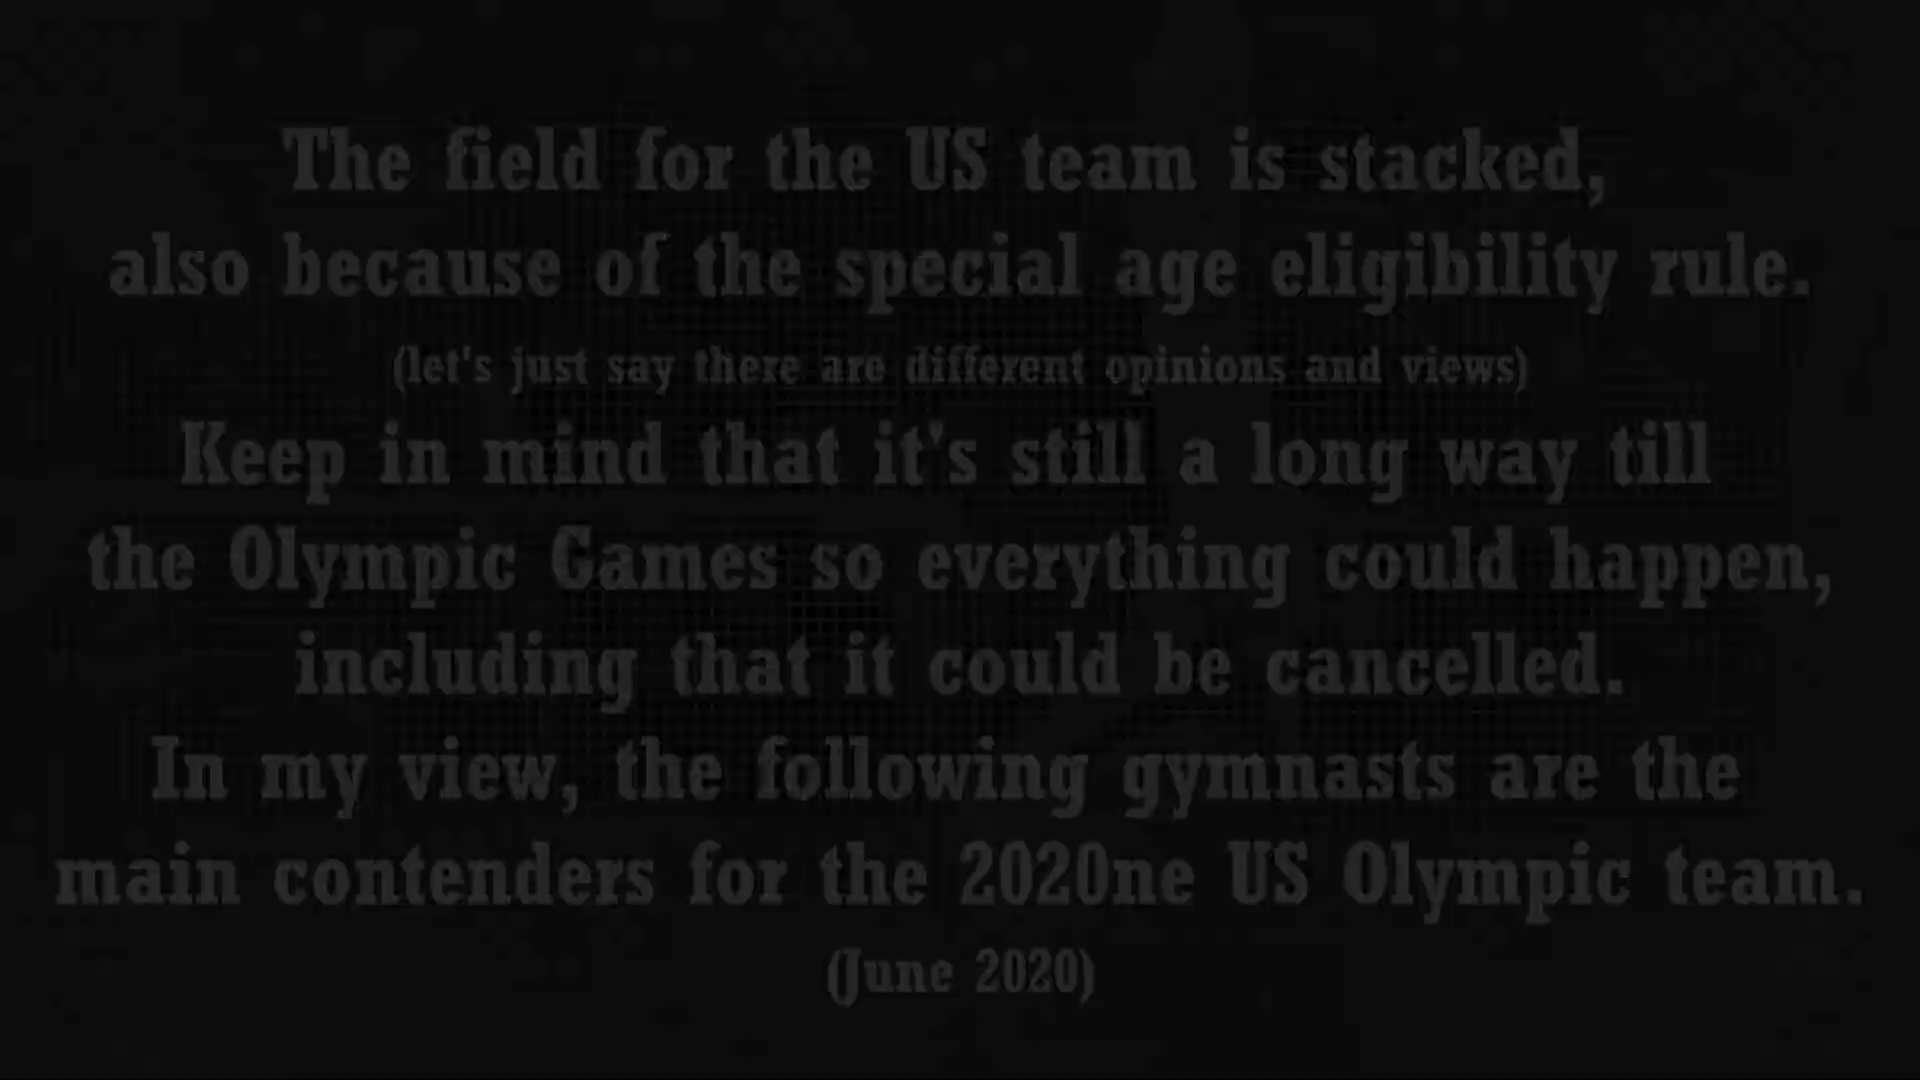 The field for the US team is stacked,
also because of the special age eligibility rule.
(let's just say there are different opinions and views)
Keep in mind that it's still a long way till
the Olympic Games so everything could happen,
including that it could be cancelled.
In my view, the following gymnasts are the
main contenders for the 2020ne US Olympic team.
(June 2020)